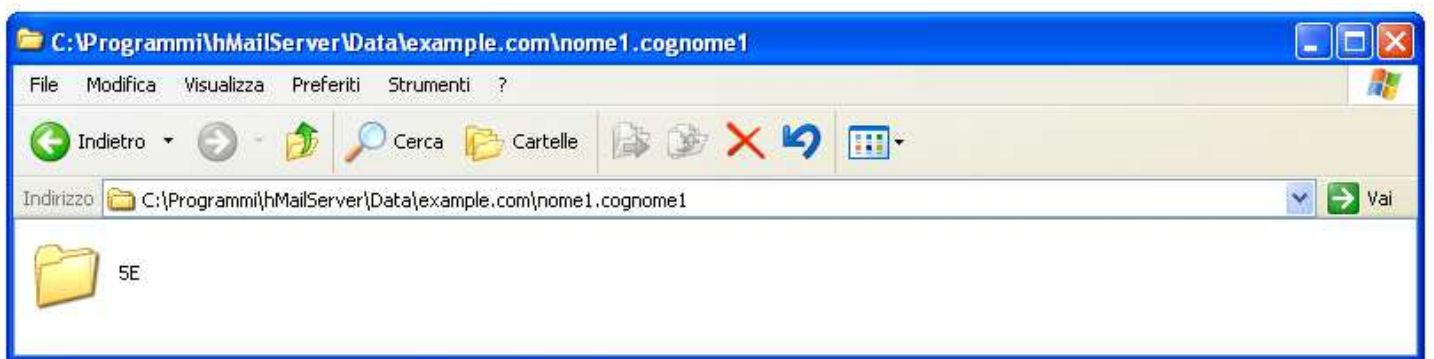 C:\Programmi\hMailServer\Data\example.com\nome1.cognome1
File Modifica Visualizza Preferiti Strumenti ?
Indietro Cerca Cartelle
Indirizzo C:\Programmi\hMailServer\Data\example.com\nome1.cognome1 Vai
5E